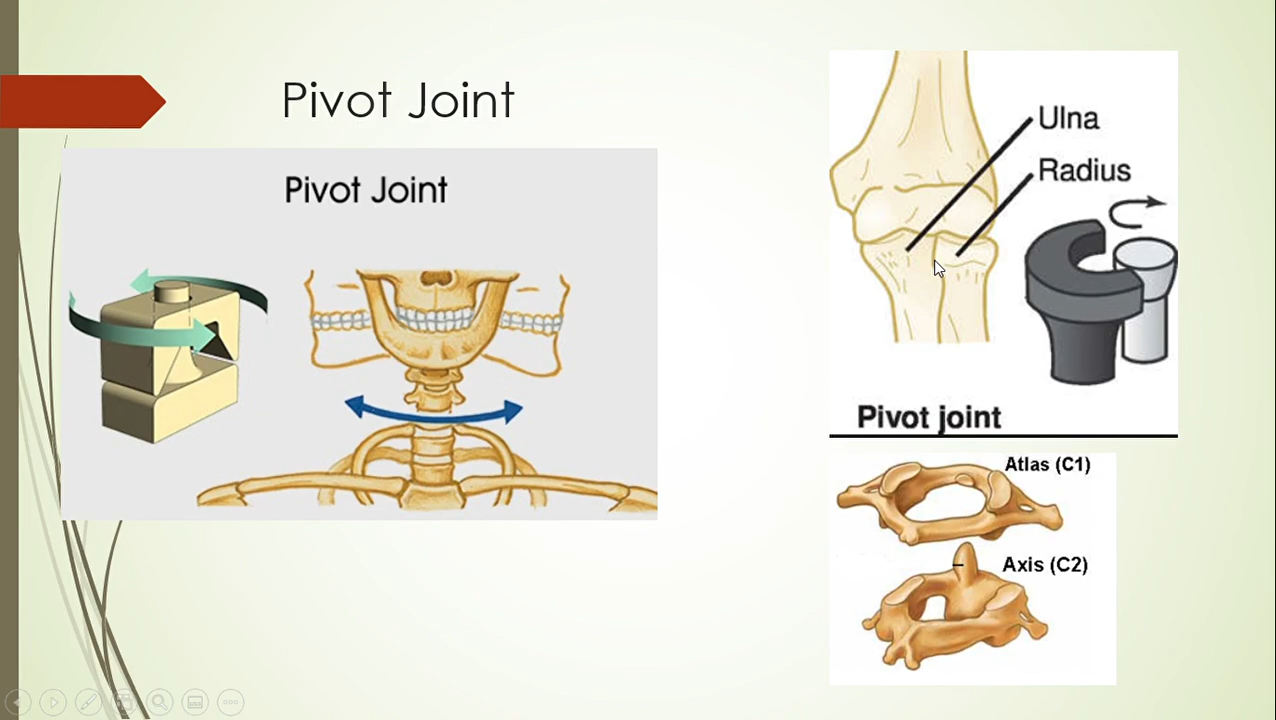 Pivot Joint
Pivot Joint
Ulna
Radius
Pivot joint
Atlas (C1)
Axis (C2)